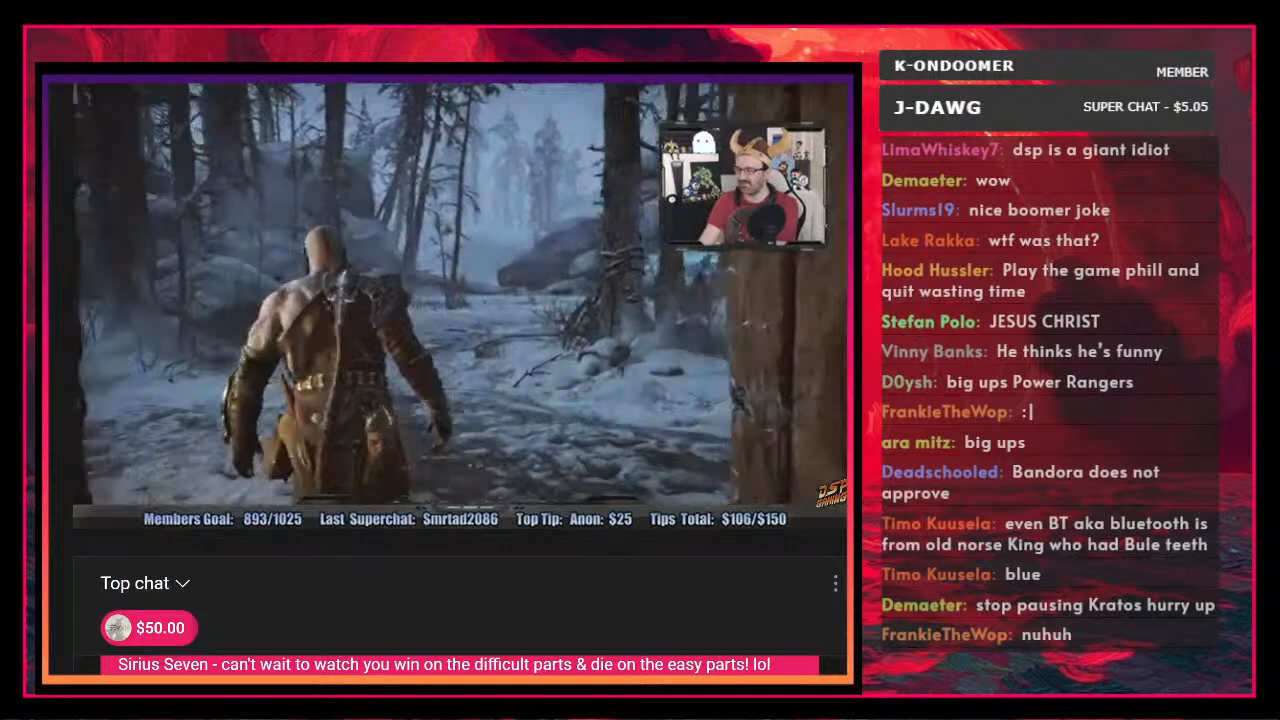 K-ONDOOMER
MEMBER
J-DAWG
SUPER CHAT - $5.05
LimaWhiskey7: dsp is a giant idiot
Demaeter: wow
Slurms19: nice boomer joke
Lake Rakka: wtf was that?
Hood Hussler: Play the game phill and
quit wasting time
Stefan Polo: JESUS CHRIST
Vinny Banks: He thinks he's funny
D0ysh: big ups Power Rangers
FrankieTheWop: :|
ara mitz: big ups
Deadschooled: Bandora does not
approve
Timo Kuusela: even BT aka bluetooth is
from old norse King who had Bule teeth
Timo Kuusela: blue
Demaeter: stop pausing Kratos hurry up
FrankieTheWop: nuhuh
DSP
GAMING
Members Goal: 893/1025 Last Superchat: Smrtad2086 Top Tip: Anon: $25 Tips Total: $106/$150
Top chat
$50.00
Sirius Seven - can't wait to watch you win on the difficult parts & die on the easy parts! lol